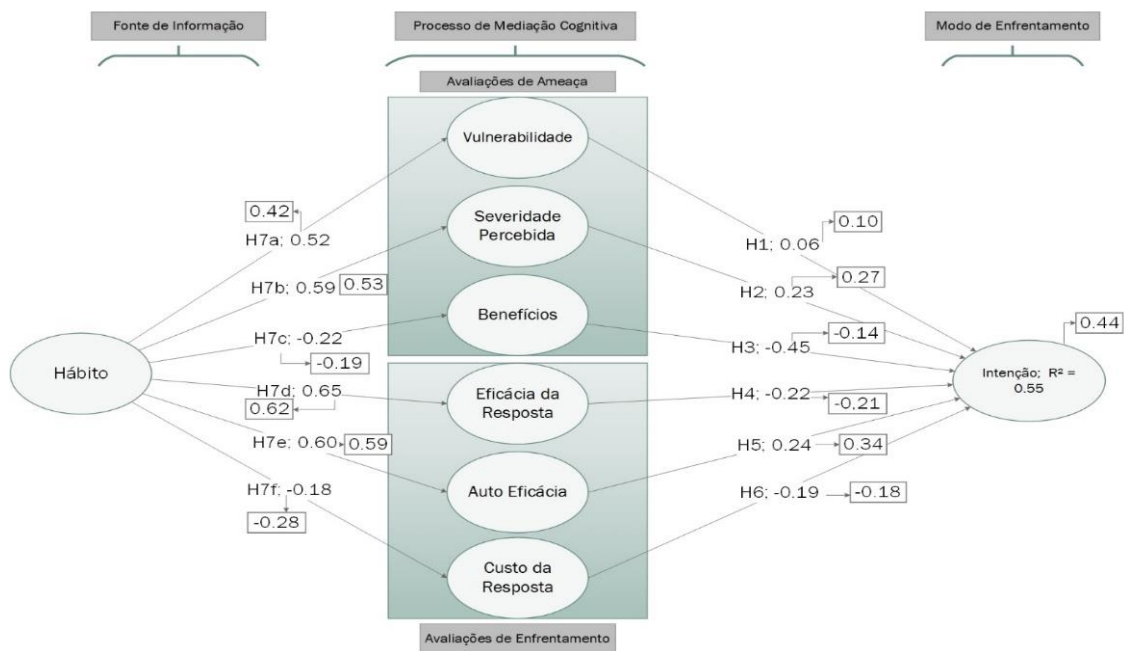 Fonte de Informação
Processo de Mediação Cognitiva
Modo de Enfrentamento
Avaliações de Ameaça
Vulnerabilidade
0.42
H7a; 0.52
Severidade
Percebida
H1; 0.06
0.10
H7b; 0.59
0.53
H2; 0.23
0.27
Benefícios
H7c; -0.22
-0.19
H3; -0.45
-0.14
0.44
Hábito
Intenção; R² =
0.55
H7d; 0.65
0.62
Eficácia da
Resposta
H4; -0.22
-0,21
H7e; 0.60
0.59
H5; 0.24
0.34
Auto Eficácia
H7f; -0.18
-0.28
H6; -0.19
-0.18
Custo da
Resposta
Avaliações de Enfrentamento